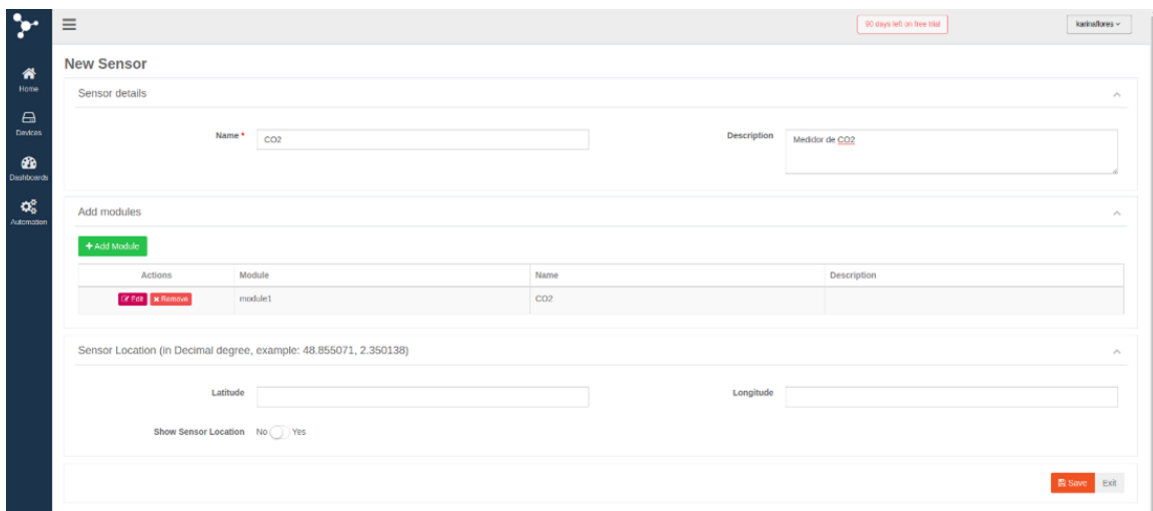 90 days left on free trial
karinaflores
New Sensor
Home
Devices
Dashboards
Automation
Sensor details
Name * CO2
Description Medidor de CO2
Add modules
+ Add Module
Actions Module Name Description
Edit x Remove module1 CO2
Sensor Location (in Decimal degree, example: 48.855071, 2.350138)
Latitude Longitude
Show Sensor Location No Yes
Save Exit